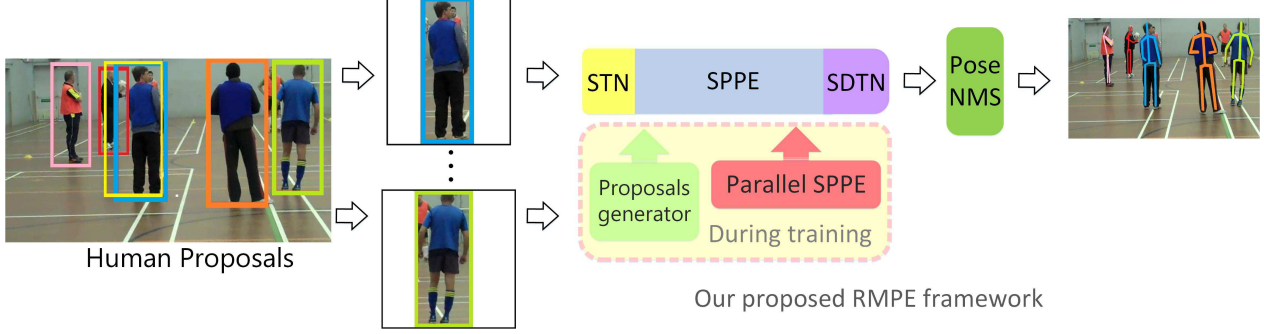 Human Proposals
STN
SPPE
SDTN
Pose
NMS
Proposals
generator
Parallel SPPE
During training
Our proposed RMPE framework